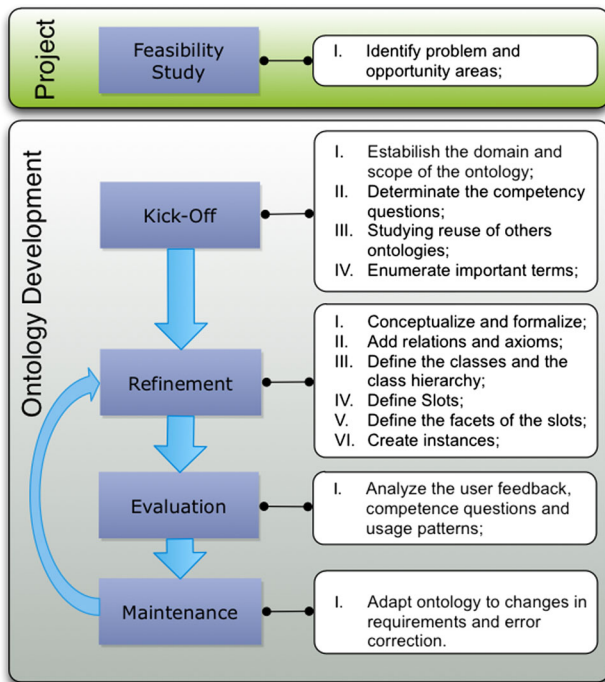 Project
Feasibility
Study
I. Identify problem and
opportunity areas;
Ontology Development
Kick-Off
I. Estabilish the domain and
scope of the ontology;
II. Determinate the competency
questions;
III. Studying reuse of others
ontologies;
IV. Enumerate important terms;
Refinement
I. Conceptualize and formalize;
II. Add relations and axioms;
III. Define the classes and the
class hierarchy;
IV. Define Slots;
V. Define the facets of the slots;
VI. Create instances;
Evaluation
I. Analyze the user feedback,
competence questions and
usage patterns;
Maintenance
I. Adapt ontology to changes in
requirements and error
correction.